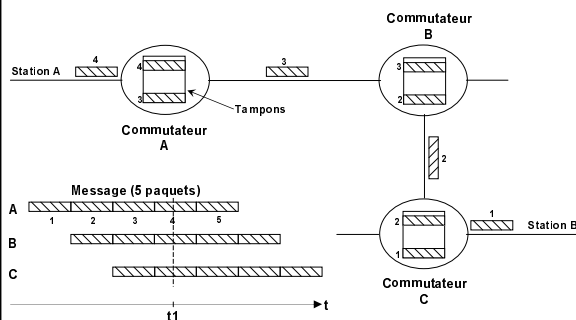 Commutateur
B
4
3
Station A
4
3
3
2
Tampons
Commutateur
A
2
Message (5 paquets)
A
1 2 3 4 5
B
C
2
1
1
Station B
Commutateur
C
t
t1